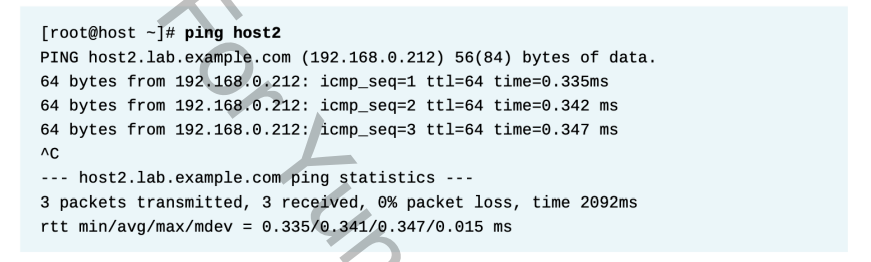 [root@host ~]# ping host2
PING host2.lab.example.com (192.168.0.212) 56(84) bytes of data.
64 bytes from 192.168.0.212: icmp_seq=1 ttl=64 time=0.335ms
64 bytes from 192.168.0.212: icmp_seq=2 ttl=64 time=0.342 ms
64 bytes from 192.168.0.212: icmp_seq=3 ttl=64 time=0.347 ms
^C
--- host2.lab.example.com ping statistics ---
3 packets transmitted, 3 received, 0% packet loss, time 2092ms
rtt min/avg/max/mdev = 0.335/0.341/0.347/0.015 ms
For